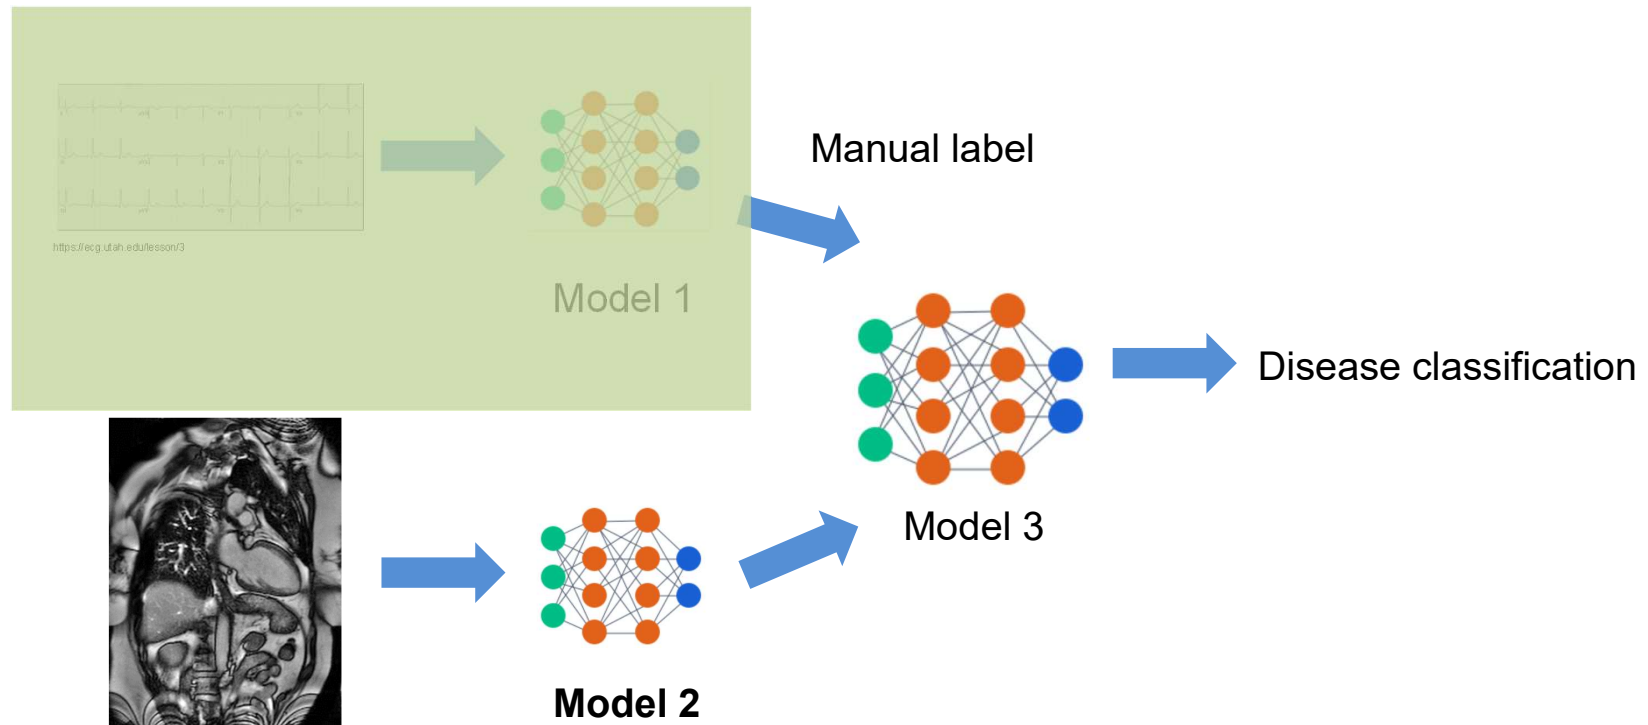 Manual label
https://ecg.utah.edu/lesson/3
Model 1
Disease classification
Model 3
Model 2